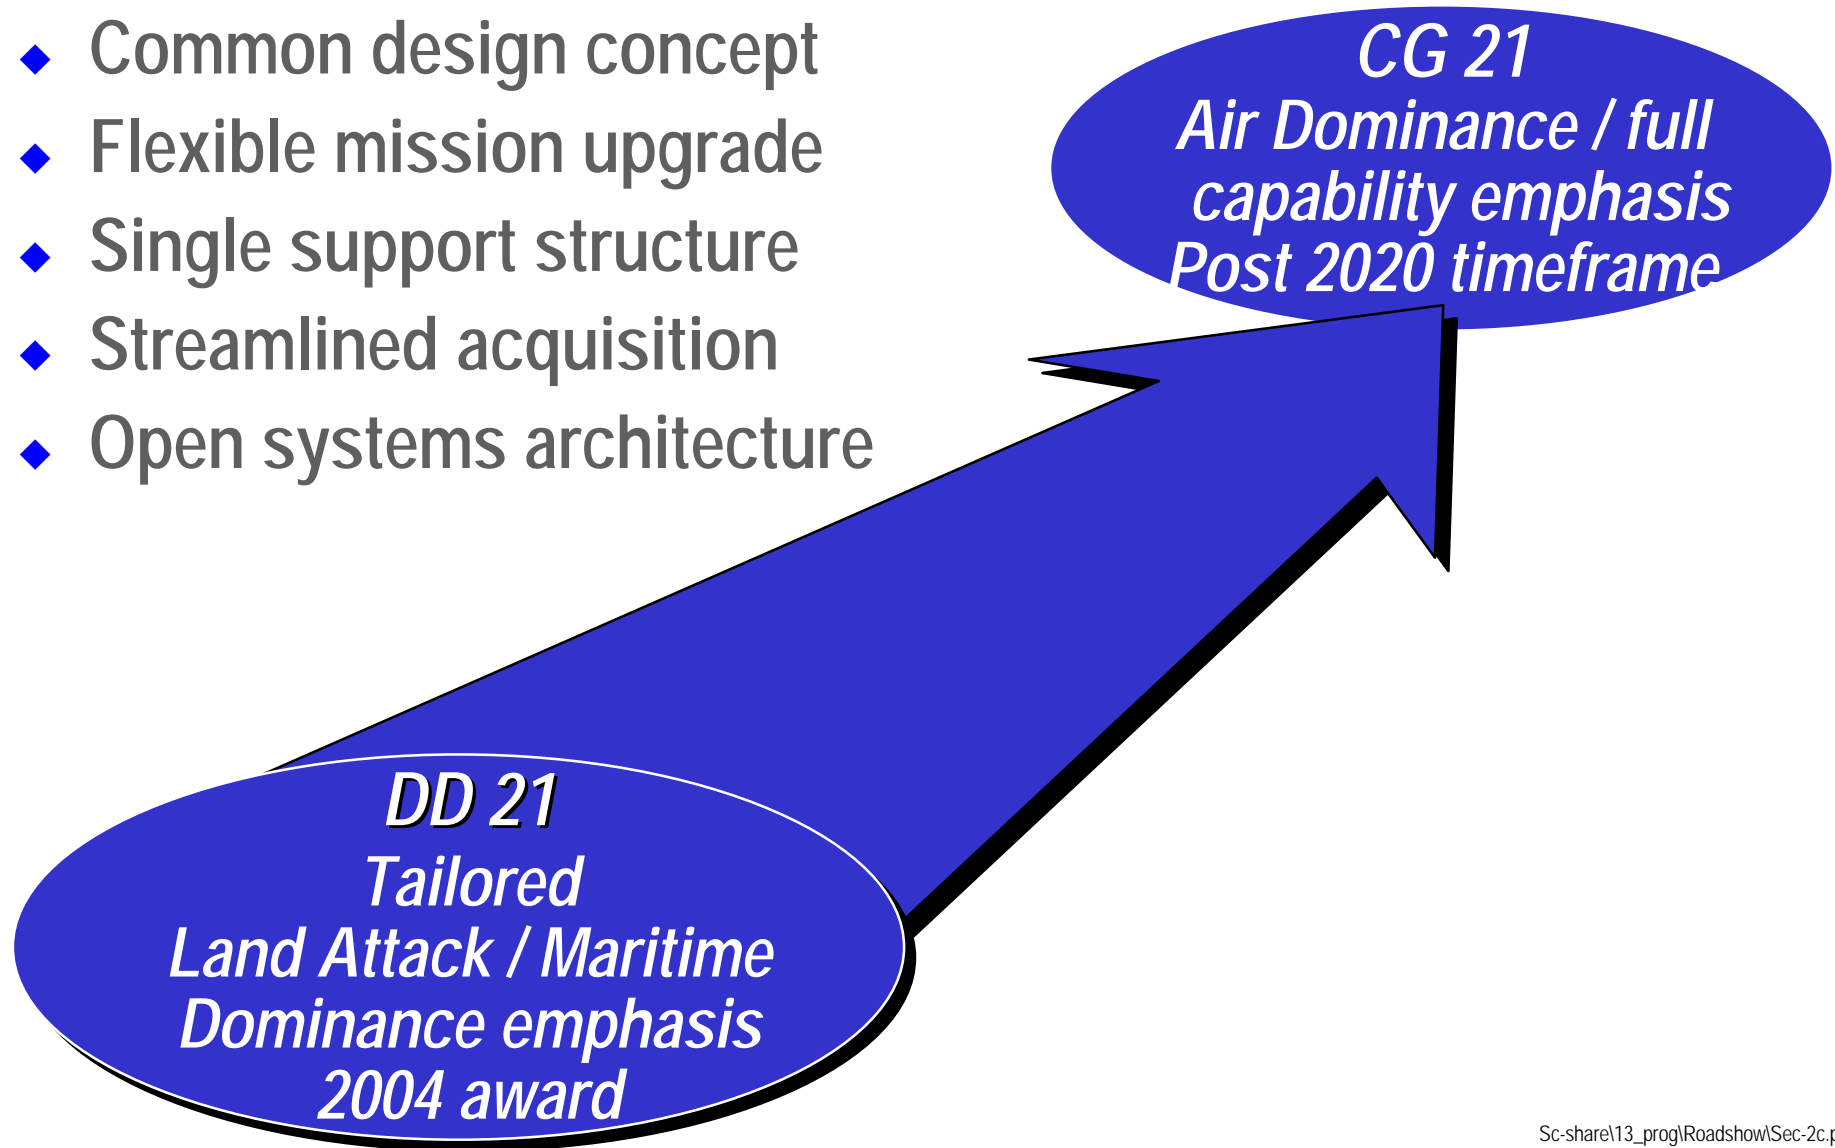 Common design concept
Flexible mission upgrade
Single support structure
Streamlined acquisition
Open systems architecture
CG 21
Air Dominance / full
capability emphasis
Post 2020 timeframe
DD 21
Tailored
Land Attack / Maritime
Dominance emphasis
2004 award
Sc-share\13_prog\Roadshow\Sec-2c.p